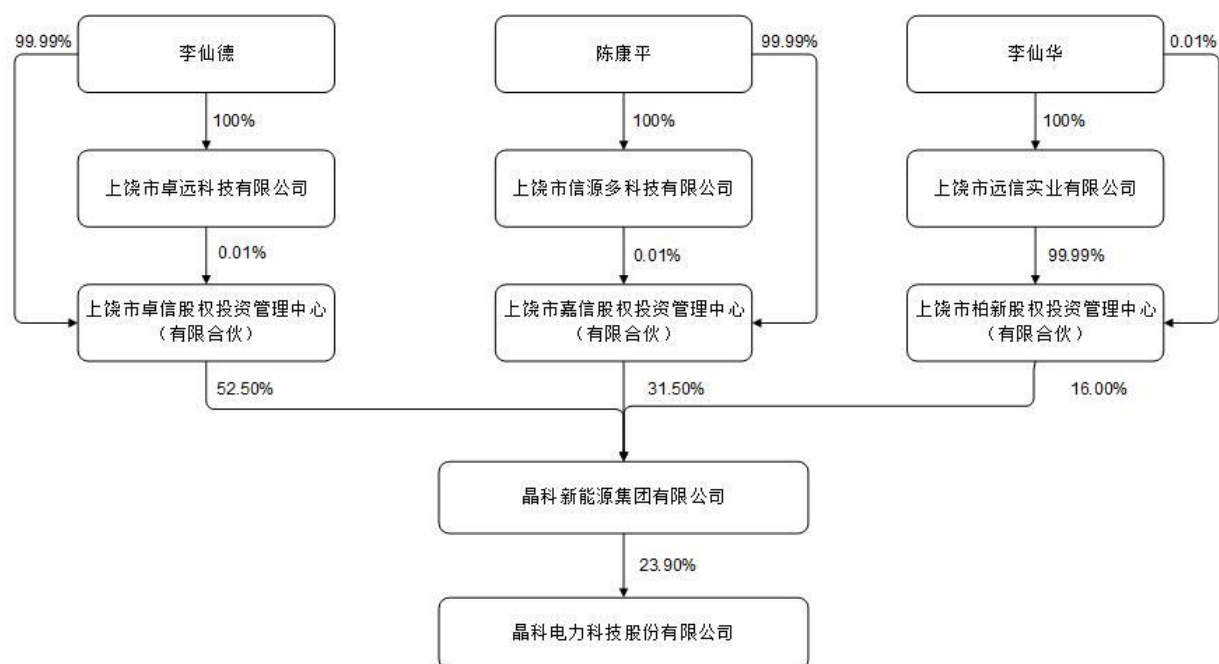 99.99%
李仙德
陈康平
99.99%
李仙华
0.01%
100%
100%
100%
上饶市卓远科技有限公司
上饶市信源多科技有限公司
上饶市远信实业有限公司
0.01%
0.01%
99.99%
上饶市卓信股权投资管理中心
（有限合伙）
上饶市嘉信股权投资管理中心
（有限合伙）
上饶市柏新股权投资管理中心
（有限合伙）
52.50%
31.50%
16.00%
晶科新能源集团有限公司
23.90%
晶科电力科技股份有限公司